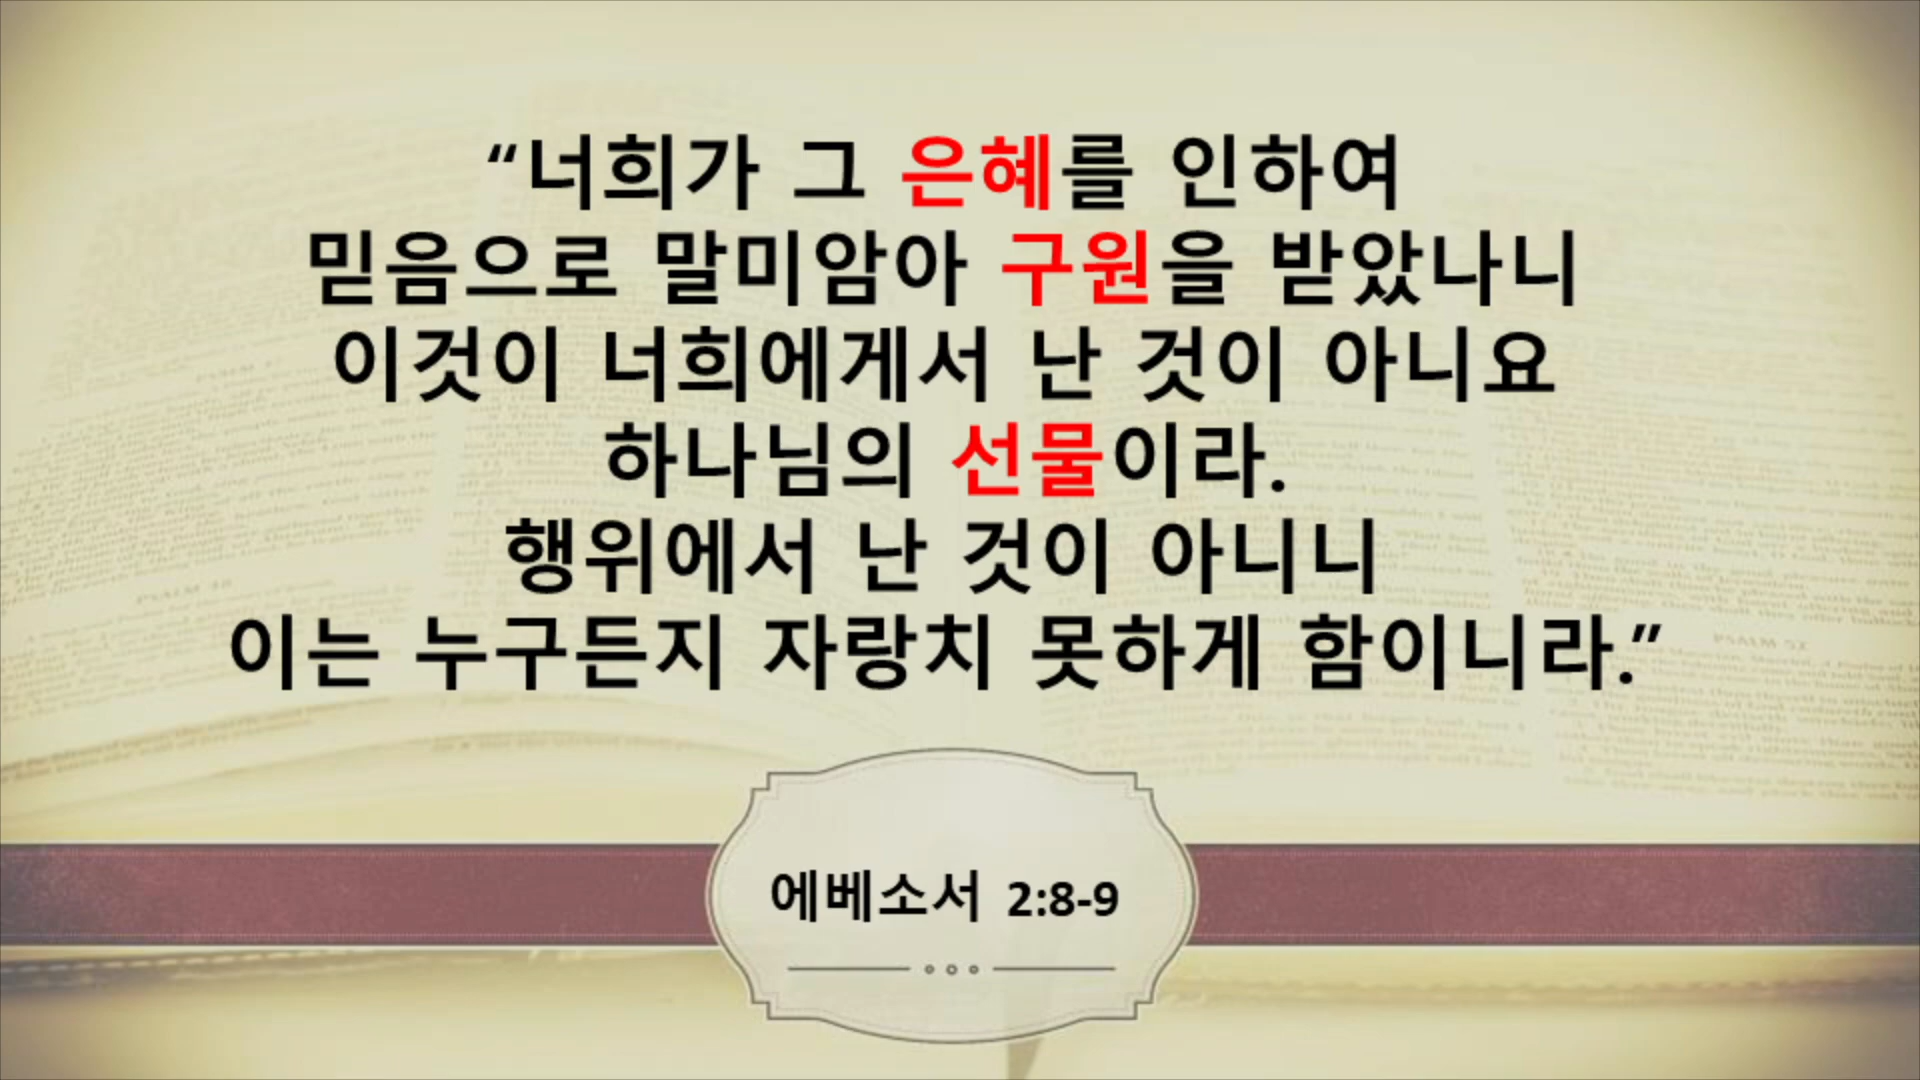 “너희가 그 은혜를 인하여
믿음으로 말미암아 구원을 받았나니
이것이 너희에게서 난 것이 아니요
하나님의 선물이라.
행위에서 난 것이 아니니
이는 누구든지 자랑치 못하게 함이니라.”
에베소서 2:8-9